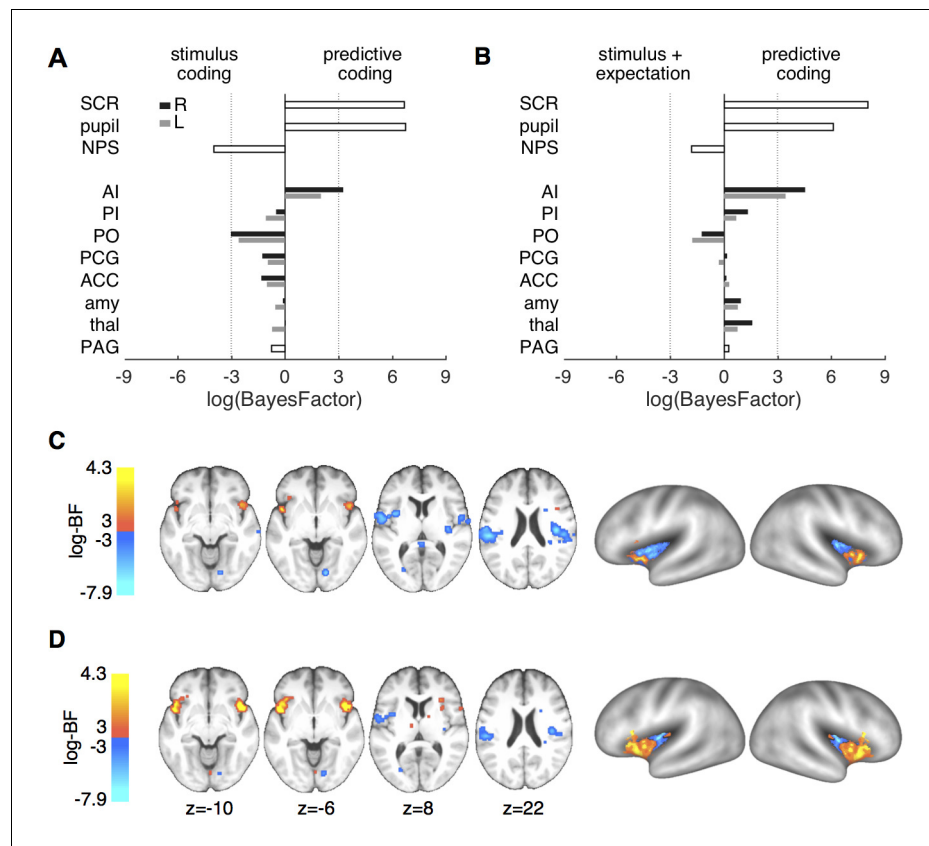 A
stimulus coding
predictive coding
R
L
SCR
pupil
NPS
AI
PI
PO
PCG
ACC
amy
thal
PAG
-9 -6 -3 0 3 6 9
log(BayesFactor)
B
stimulus + expectation
predictive coding
SCR
pupil
NPS
AI
PI
PO
PCG
ACC
amy
thal
PAG
-9 -6 -3 0 3 6 9
log(BayesFactor)
C
4.3
3
-3
-7.9
log-BF
D
4.3
3
-3
-7.9
log-BF
z=-10 z=-6 z=8 z=22